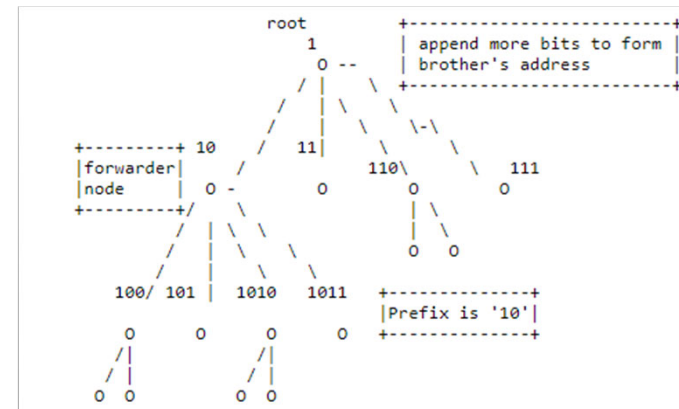 root
1
append more bits to form
brother's address
10
11
forwarder
node
110
111
100 101 1010 1011
Prefix is '10'